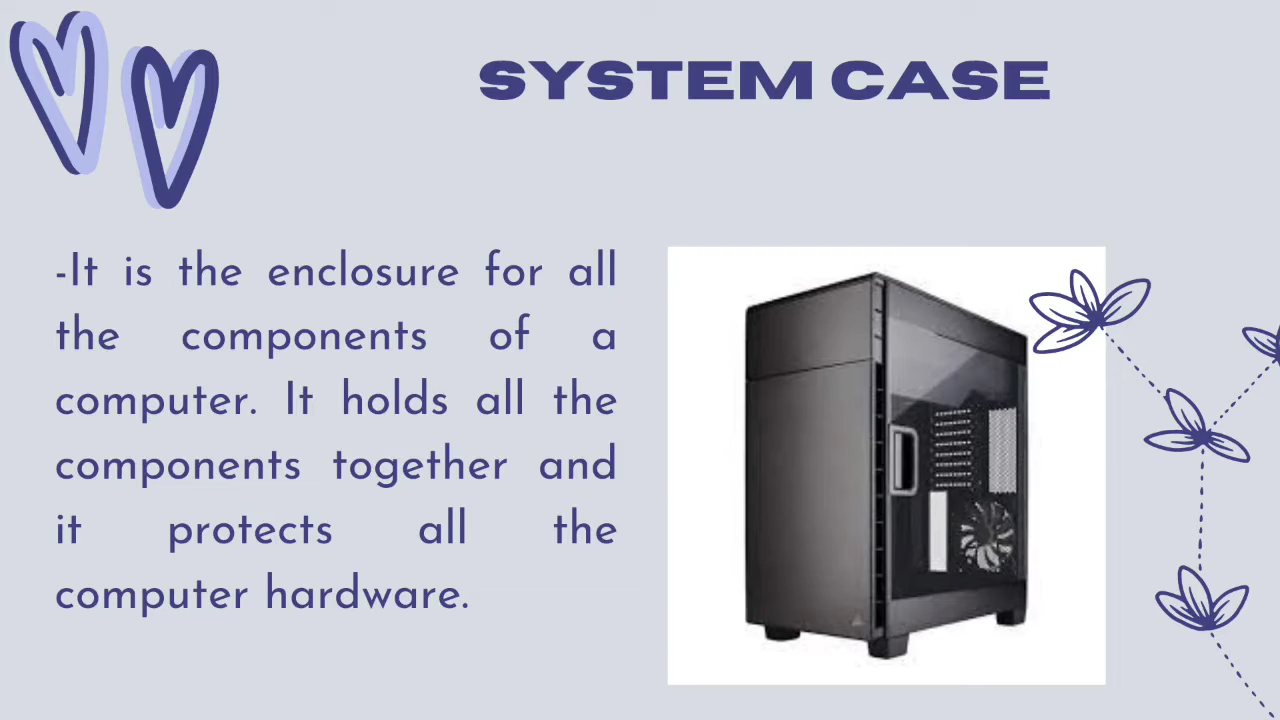 SYSTEM CASE
-It is the enclosure for all
the components of a
computer. It holds all the
components together and
it protects all the
computer hardware.